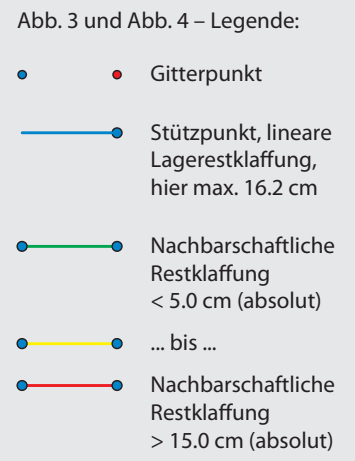 Abb. 3 und Abb. 4 – Legende:
Gitterpunkt
Stützpunkt, lineare
Lagerestklaffung,
hier max. 16.2 cm
Nachbarschaftliche
Restklaffung
< 5.0 cm (absolut)
... bis ...
Nachbarschaftliche
Restklaffung
> 15.0 cm (absolut)